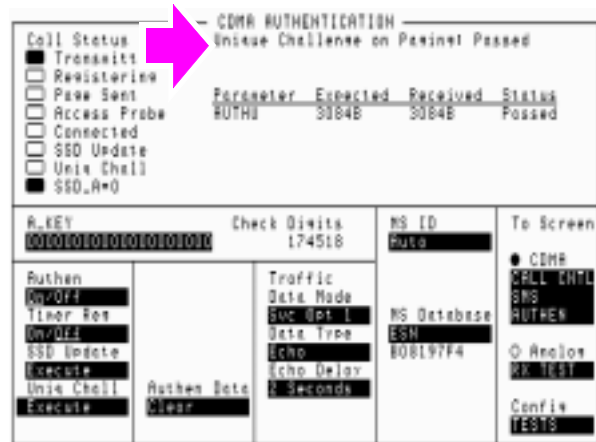 CDMA AUTHENTICATION
Call Status
Unique Challenge on Paging: Passed
Transmitt
Registering
Page Sent
Parameter Expected Received Status
Access Probe
AUTHU 3084B 3084B Passed
Connected
SSD Update
Uniq Chall
SSD_A=0
A_KEY
Check Digits
174518
MS ID
Auto
To Screen
CDMA
CALL CNTL
SMS
AUTHEN
Analog
RX TEST
Config
TESTS
Authen
On/Off
Timer Reg
On/Off
SSD Update
Execute
Uniq Chall
Execute
Authen Data
Clear
Traffic
Data Mode
Svc Opt 1
Data Type
Echo
Echo Delay
2 Seconds
MS Database
ESN
B08197F4